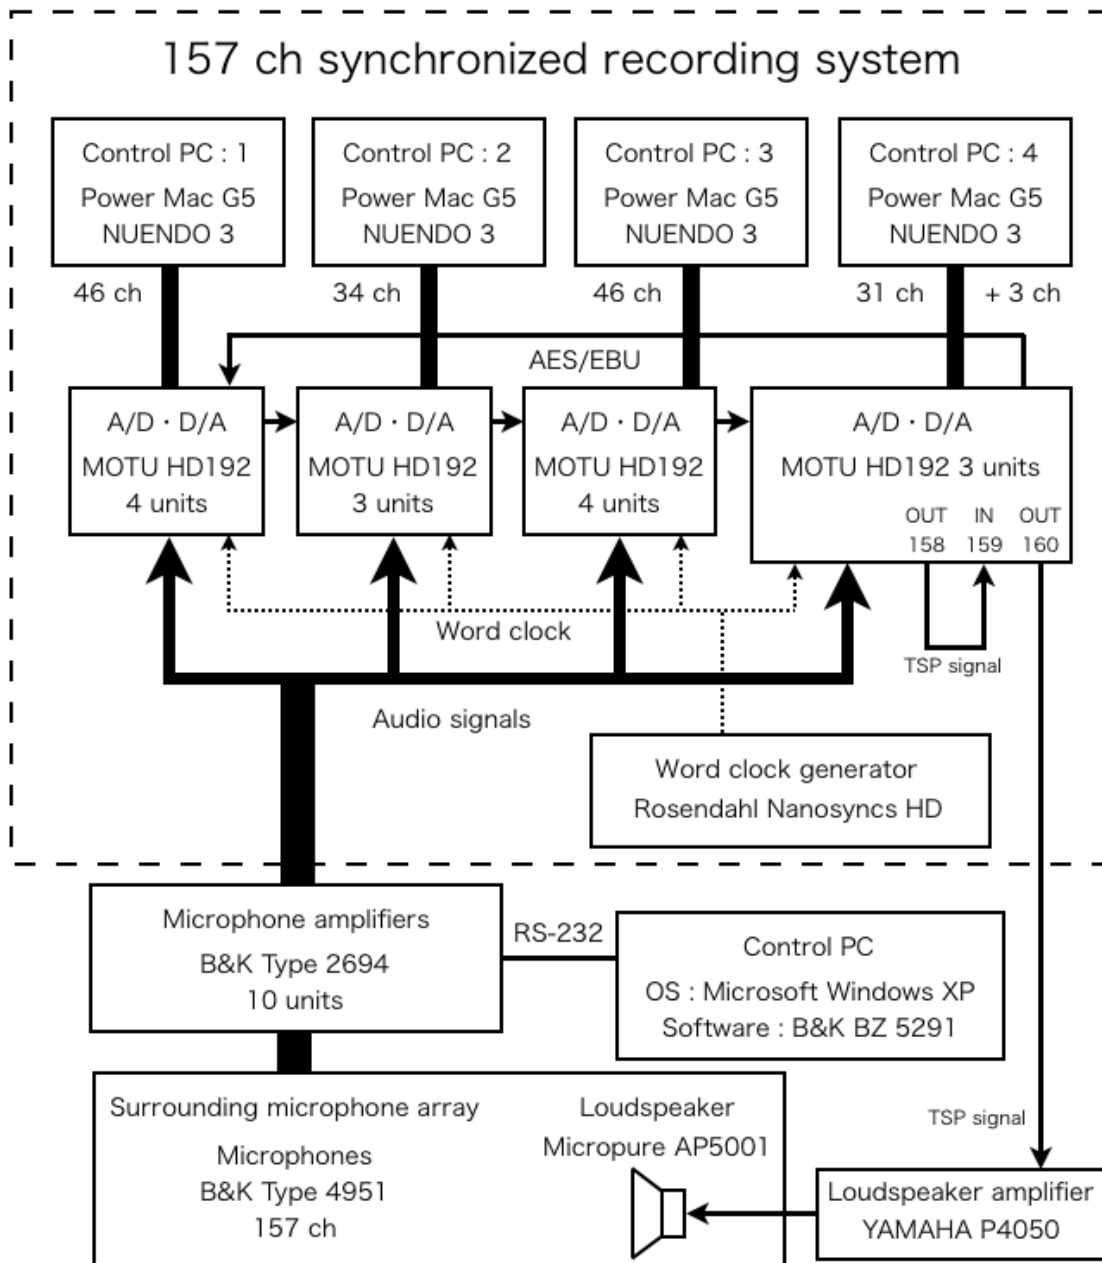 157 ch synchronized recording system
Control PC : 1
Power Mac G5
NUENDO 3
Control PC : 2
Power Mac G5
NUENDO 3
Control PC : 3
Power Mac G5
NUENDO 3
Control PC : 4
Power Mac G5
NUENDO 3
46 ch
34 ch
46 ch
31 ch
+ 3 ch
AES/EBU
A/D・D/A
MOTU HD192
4 units
A/D・D/A
MOTU HD192
3 units
A/D・D/A
MOTU HD192
4 units
A/D・D/A
MOTU HD192 3 units
OUT
158
IN
159
OUT
160
Word clock
TSP signal
Audio signals
Word clock generator
Rosendahl Nanosyncs HD
Microphone amplifiers
B&K Type 2694
10 units
RS-232
Control PC
OS : Microsoft Windows XP
Software : B&K BZ 5291
Surrounding microphone array
Microphones
B&K Type 4951
157 ch
Loudspeaker
Micropure AP5001
TSP signal
Loudspeaker amplifier
YAMAHA P4050